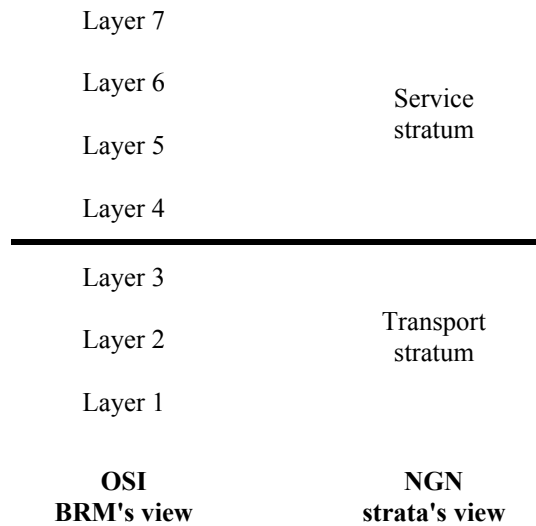 Layer 7
Layer 6
Service
stratum
Layer 5
Layer 4
Layer 3
Transport
stratum
Layer 2
Layer 1
OSI
BRM's view
NGN
strata's view